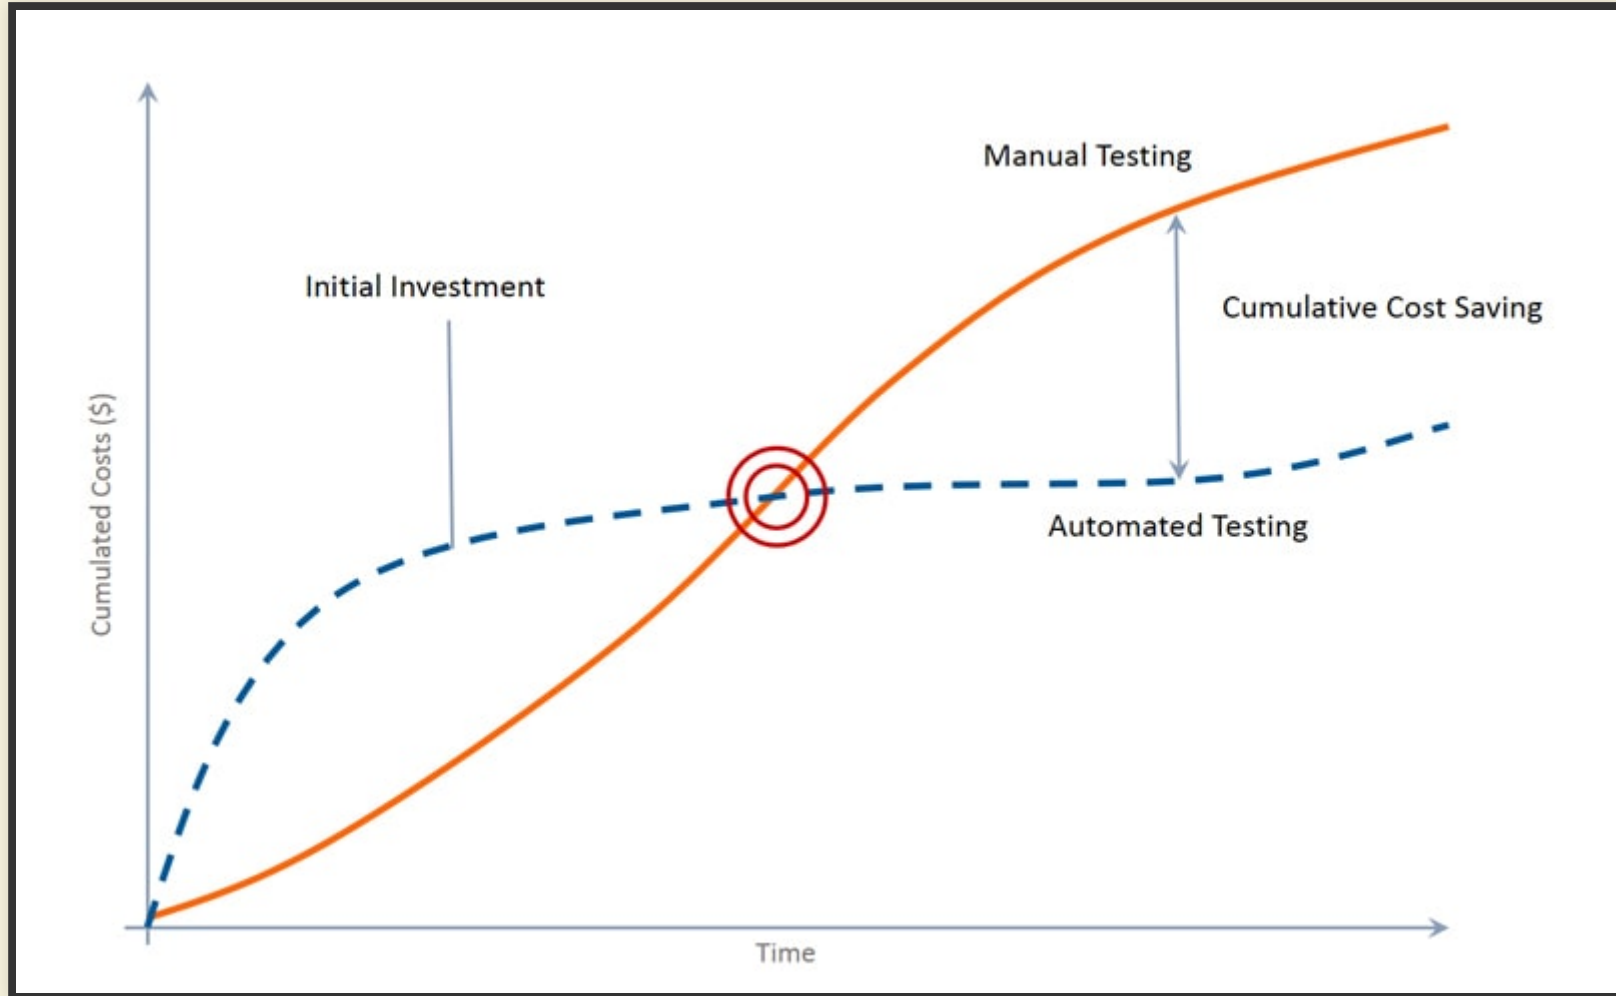 Manual Testing
Initial Investment
Cumulative Cost Saving
Cumulated Costs ($)
Automated Testing
Time